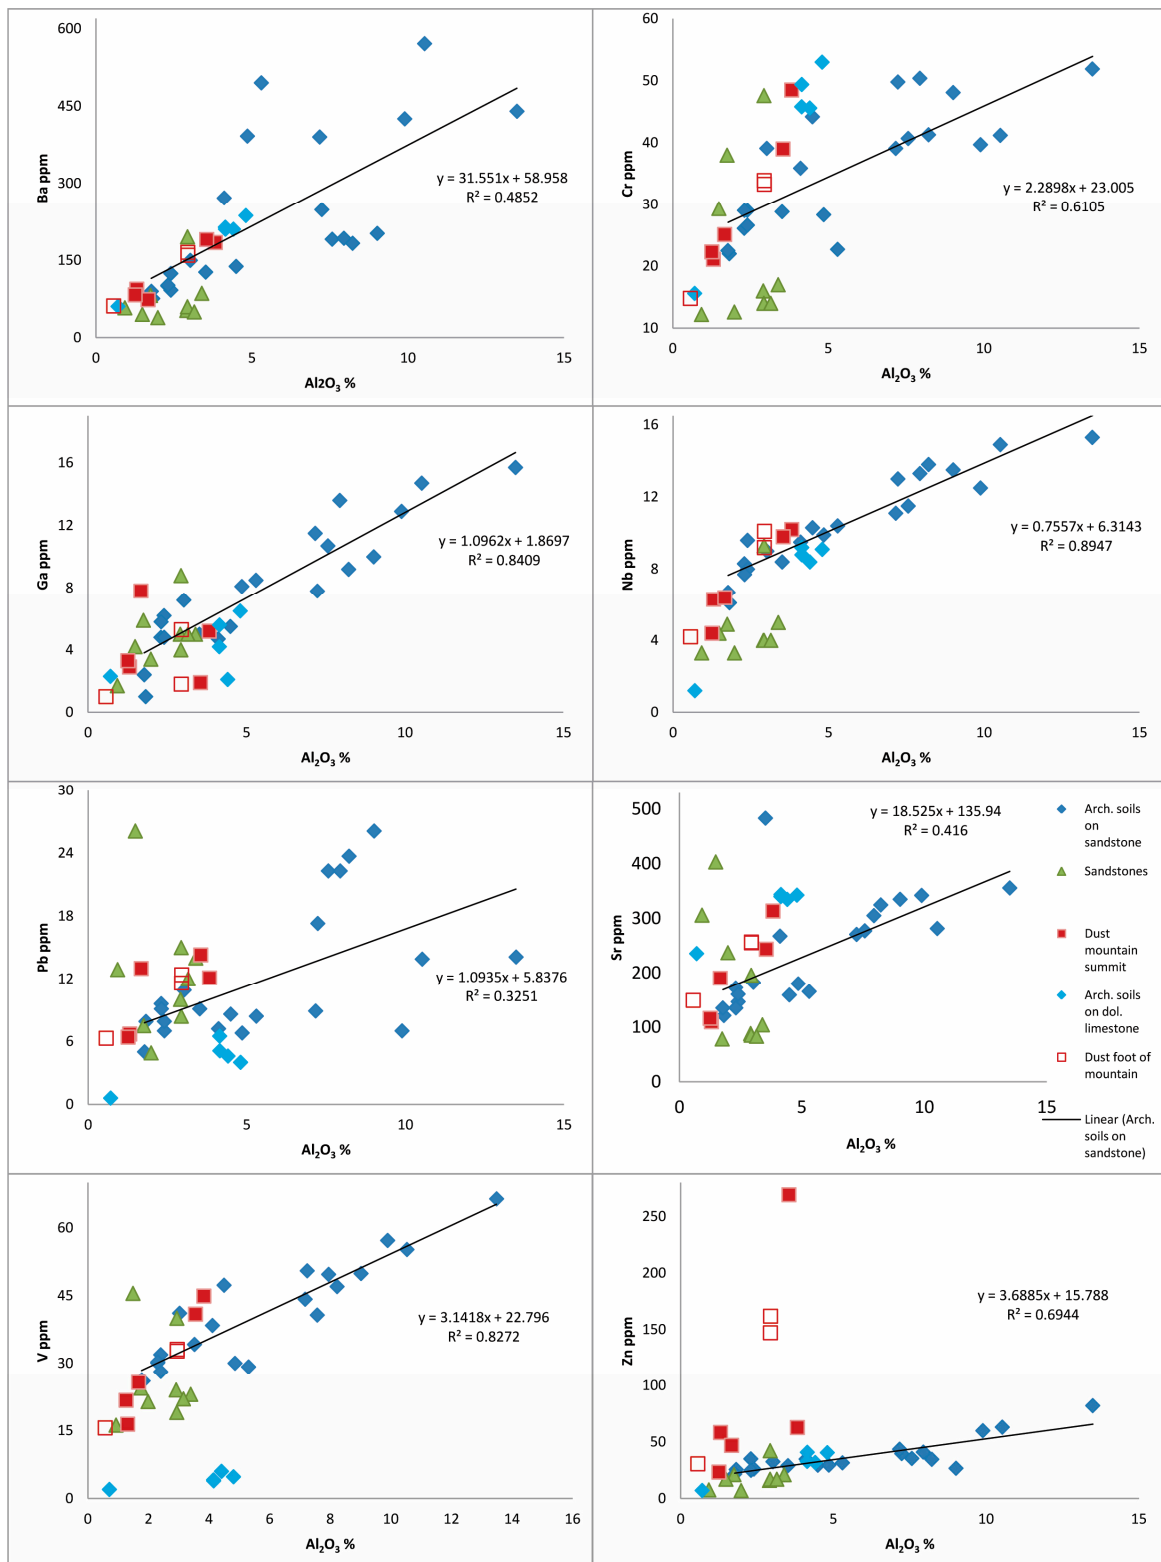 600
450
300
150
0
Ba ppm
y = 31.551x + 58.958
R² = 0.4852
0 5 10 15
Al2O₃ %
60
50
40
30
20
10
Cr ppm
y = 2.2898x + 23.005
R² = 0.6105
0 5 10 15
Al₂O₃ %
16
12
8
4
0
Ga ppm
y = 1.0962x + 1.8697
R² = 0.8409
0 5 10 15
Al₂O₃ %
16
12
8
4
0
Nb ppm
y = 0.7557x + 6.3143
R² = 0.8947
0 5 10 15
Al₂O₃ %
30
24
18
12
6
0
Pb ppm
y = 1.0935x + 5.8376
R² = 0.3251
0 5 10 15
Al₂O₃ %
500
400
300
200
100
0
Sr ppm
y = 18.525x + 135.94
R² = 0.416
0 5 10 15
Al₂O₃ %
Arch. soils
on
sandstone
Sandstones
Dust
mountain
summit
Arch. soils
on dol.
limestone
Dust foot of
mountain
Linear (Arch.
soils on
sandstone)
60
45
30
15
0
V ppm
y = 3.1418x + 22.796
R² = 0.8272
0 2 4 6 8 10 12 14 16
Al₂O₃ %
250
200
150
100
50
0
Zn ppm
y = 3.6885x + 15.788
R² = 0.6944
0 5 10 15
Al₂O₃ %